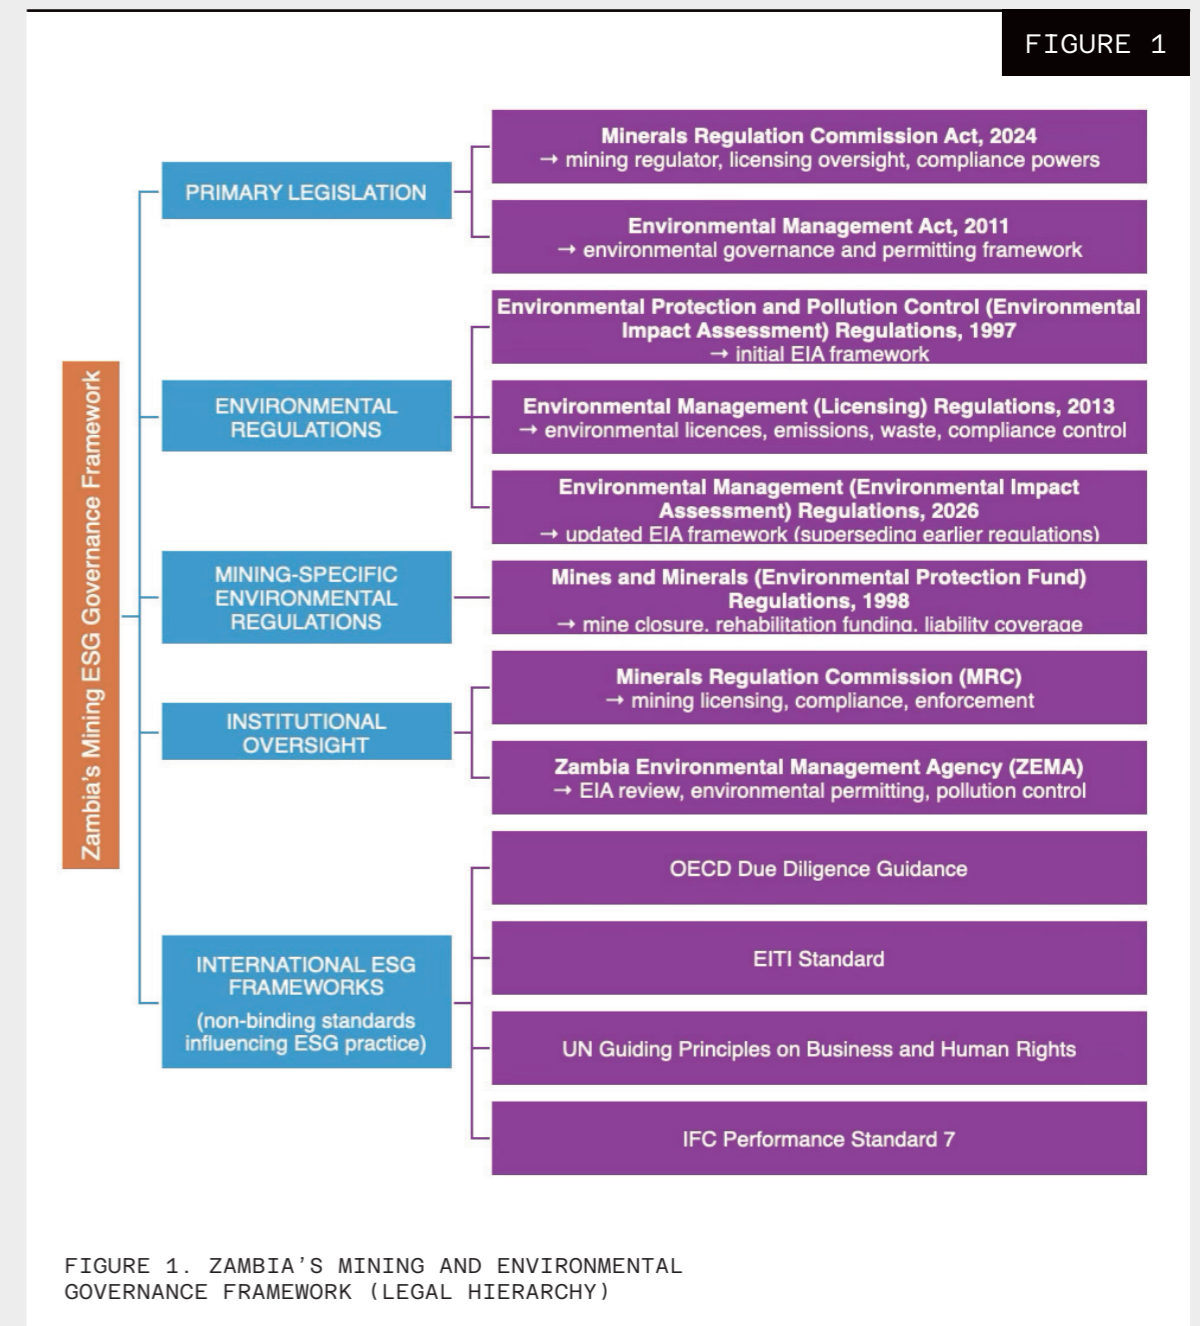 FIGURE 1
Zambia's Mining ESG Governance Framework
PRIMARY LEGISLATION
Minerals Regulation Commission Act, 2024
→ mining regulator, licensing oversight, compliance powers
Environmental Management Act, 2011
→ environmental governance and permitting framework
ENVIRONMENTAL
REGULATIONS
Environmental Protection and Pollution Control (Environmental
Impact Assessment) Regulations, 1997
→ initial EIA framework
Environmental Management (Licensing) Regulations, 2013
→ environmental licences, emissions, waste, compliance control
Environmental Management (Environmental Impact
Assessment) Regulations, 2026
→ updated EIA framework (superseding earlier regulations)
MINING-SPECIFIC
ENVIRONMENTAL
REGULATIONS
Mines and Minerals (Environmental Protection Fund)
Regulations, 1998
→ mine closure, rehabilitation funding, liability coverage
INSTITUTIONAL
OVERSIGHT
Minerals Regulation Commission (MRC)
→ mining licensing, compliance, enforcement
Zambia Environmental Management Agency (ZEMA)
→ EIA review, environmental permitting, pollution control
INTERNATIONAL ESG
FRAMEWORKS
(non-binding standards
influencing ESG practice)
OECD Due Diligence Guidance
EITI Standard
UN Guiding Principles on Business and Human Rights
IFC Performance Standard 7
FIGURE 1. ZAMBIA'S MINING AND ENVIRONMENTAL
GOVERNANCE FRAMEWORK (LEGAL HIERARCHY)